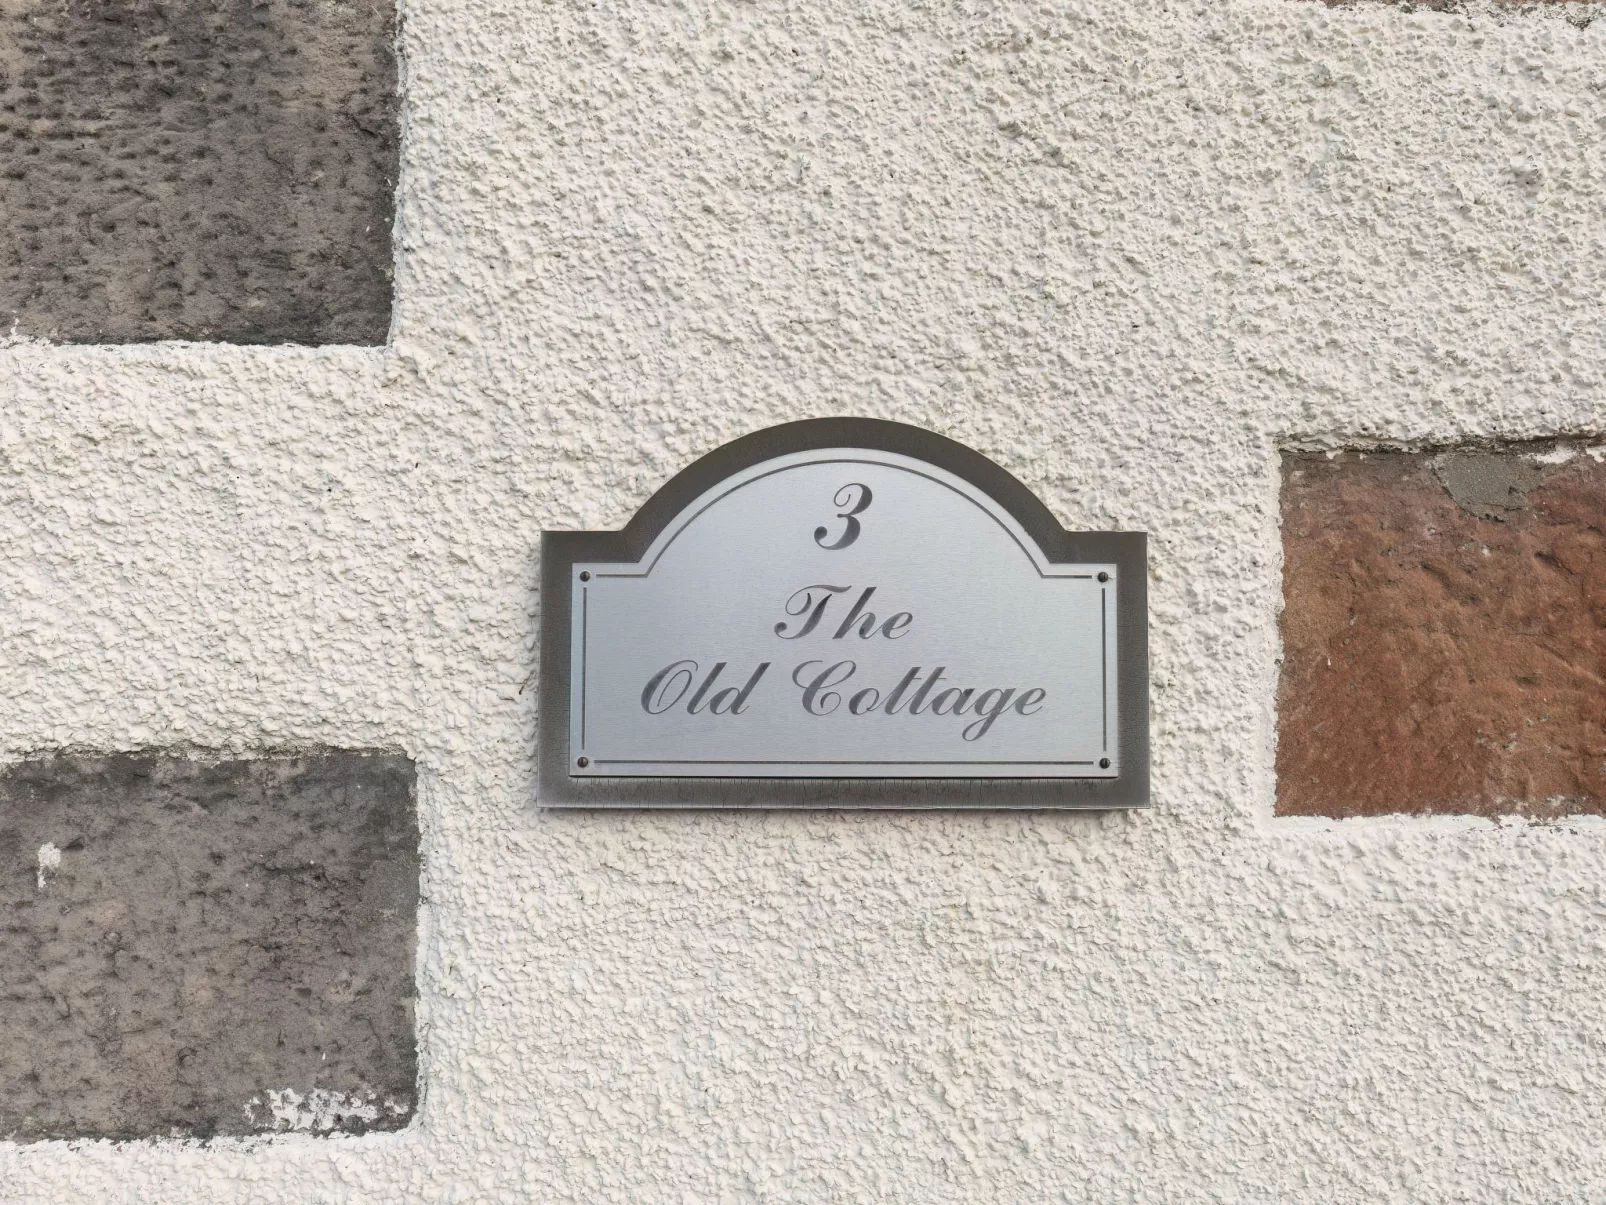 3
The
Old Cottage